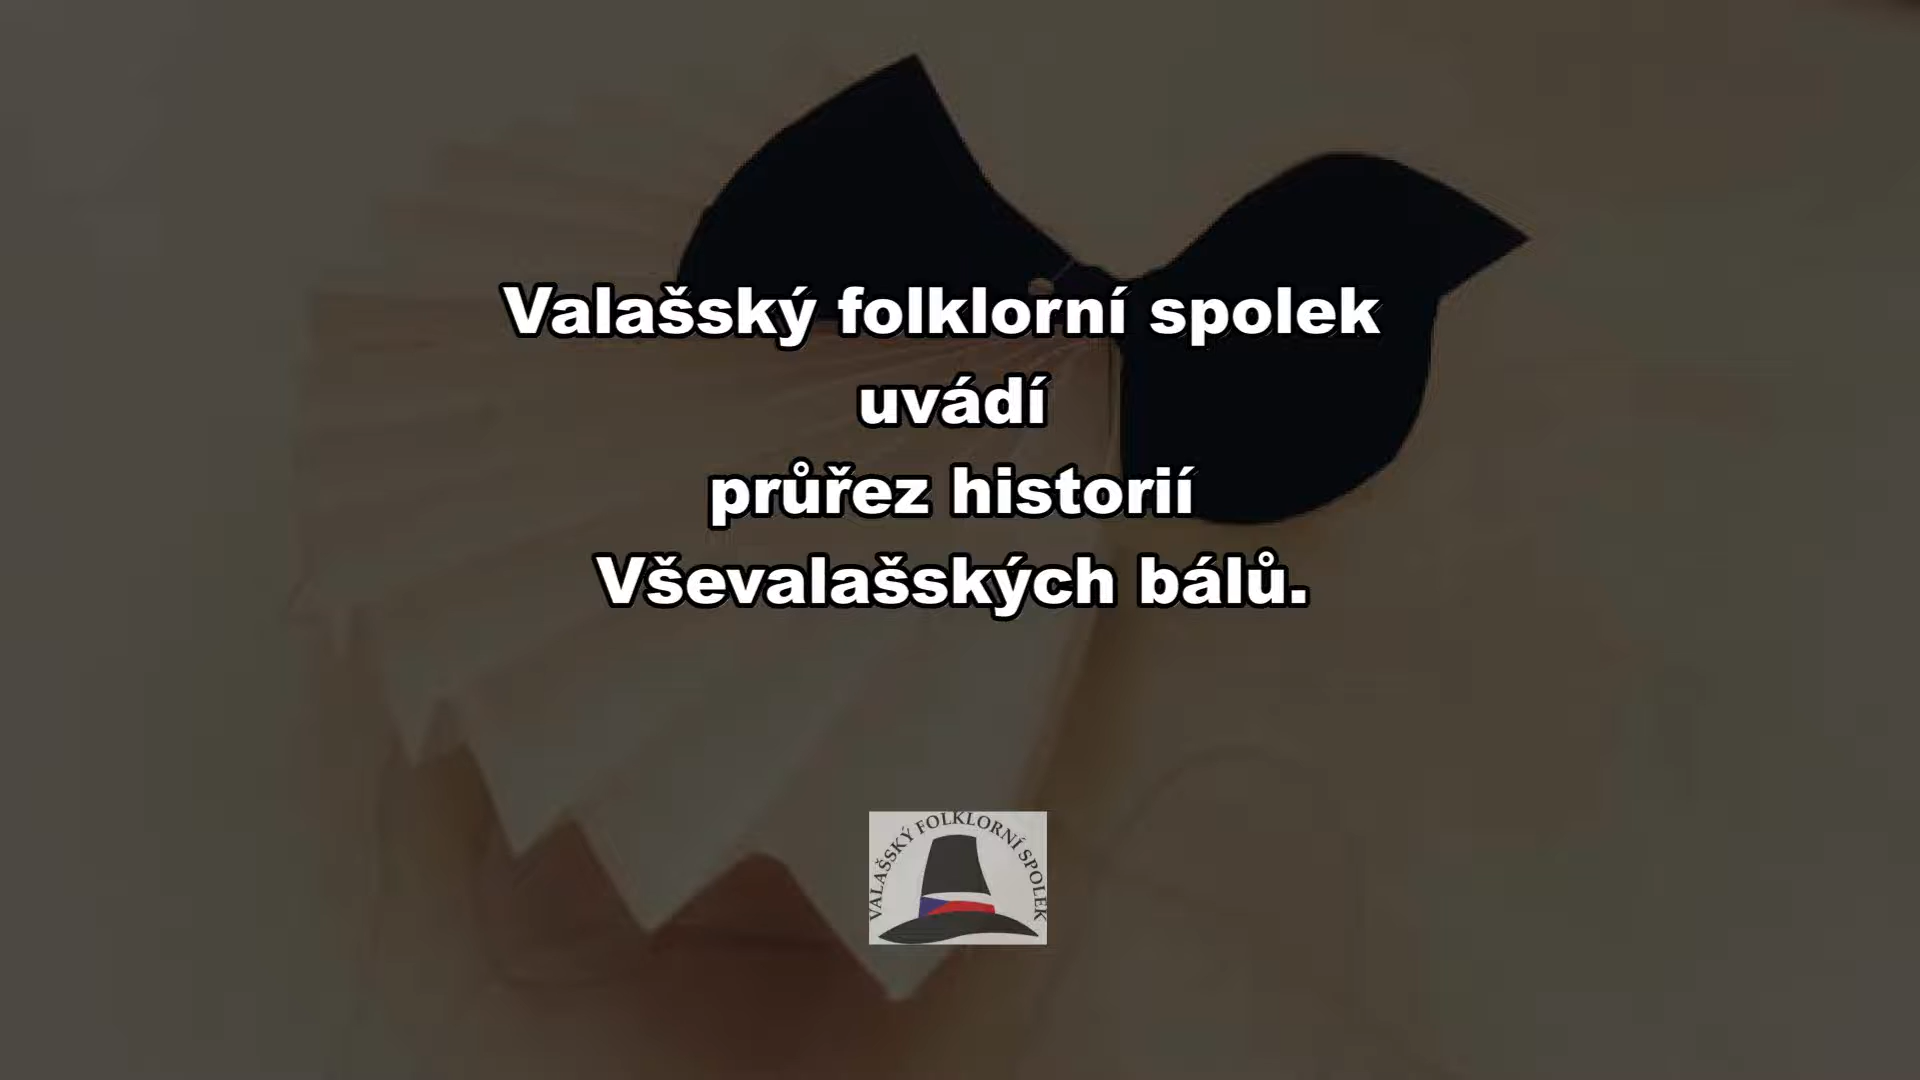 Valašský folklorní spolek
uvádí
průřez historií
Vševalašských bálů.
VALAŠSKÝ FOLKLORNÍ SPOLEK